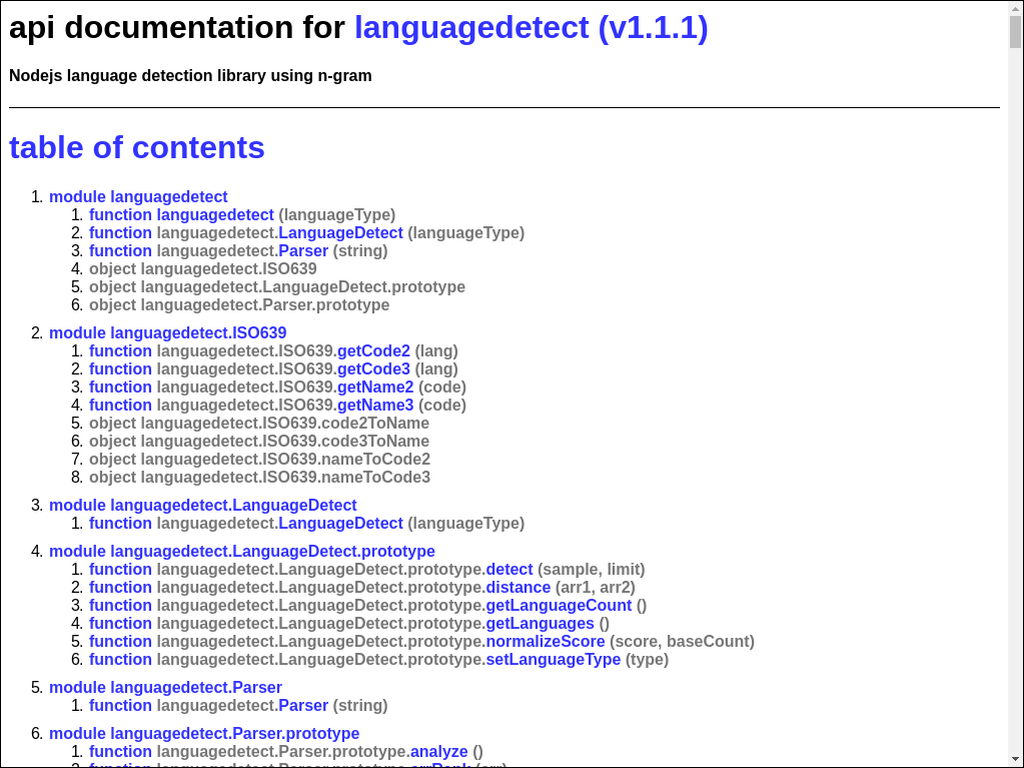 api documentation for languagedetect (v1.1.1)
Nodejs language detection library using n-gram
table of contents
1. module languagedetect
1. function languagedetect (languageType)
2. function languagedetect.LanguageDetect (languageType)
3. function languagedetect.Parser (string)
4. object languagedetect.ISO639
5. object languagedetect.LanguageDetect.prototype
6. object languagedetect.Parser.prototype
2. module languagedetect.ISO639
1. function languagedetect.ISO639.getCode2 (lang)
2. function languagedetect.ISO639.getCode3 (lang)
3. function languagedetect.ISO639.getName2 (code)
4. function languagedetect.ISO639.getName3 (code)
5. object languagedetect.ISO639.code2ToName
6. object languagedetect.ISO639.code3ToName
7. object languagedetect.ISO639.nameToCode2
8. object languagedetect.ISO639.nameToCode3
3. module languagedetect.LanguageDetect
1. function languagedetect.LanguageDetect (languageType)
4. module languagedetect.LanguageDetect.prototype
1. function languagedetect.LanguageDetect.prototype.detect (sample, limit)
2. function languagedetect.LanguageDetect.prototype.distance (arr1, arr2)
3. function languagedetect.LanguageDetect.prototype.getLanguageCount ()
4. function languagedetect.LanguageDetect.prototype.getLanguages ()
5. function languagedetect.LanguageDetect.prototype.normalizeScore (score, baseCount)
6. function languagedetect.LanguageDetect.prototype.setLanguageType (type)
5. module languagedetect.Parser
1. function languagedetect.Parser (string)
6. module languagedetect.Parser.prototype
1. function languagedetect.Parser.prototype.analyze ()